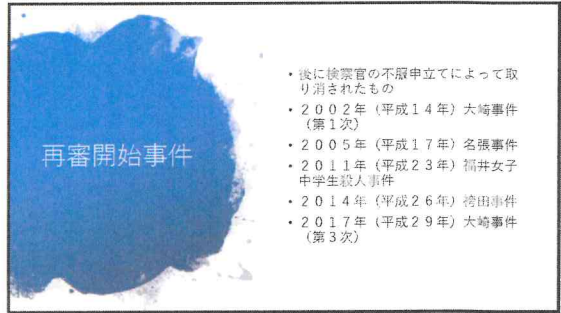 再審開始事件
・後に検察官の不服申立てによって取
り消されたもの
・２００２年（平成１４年）大崎事件
（第１次）
・２００５年（平成１７年）名張事件
・２０１１年（平成２３年）福井女子
中学生殺人事件
・２０１４年（平成２６年）袴田事件
・２０１７年（平成２９年）大崎事件
（第３次）